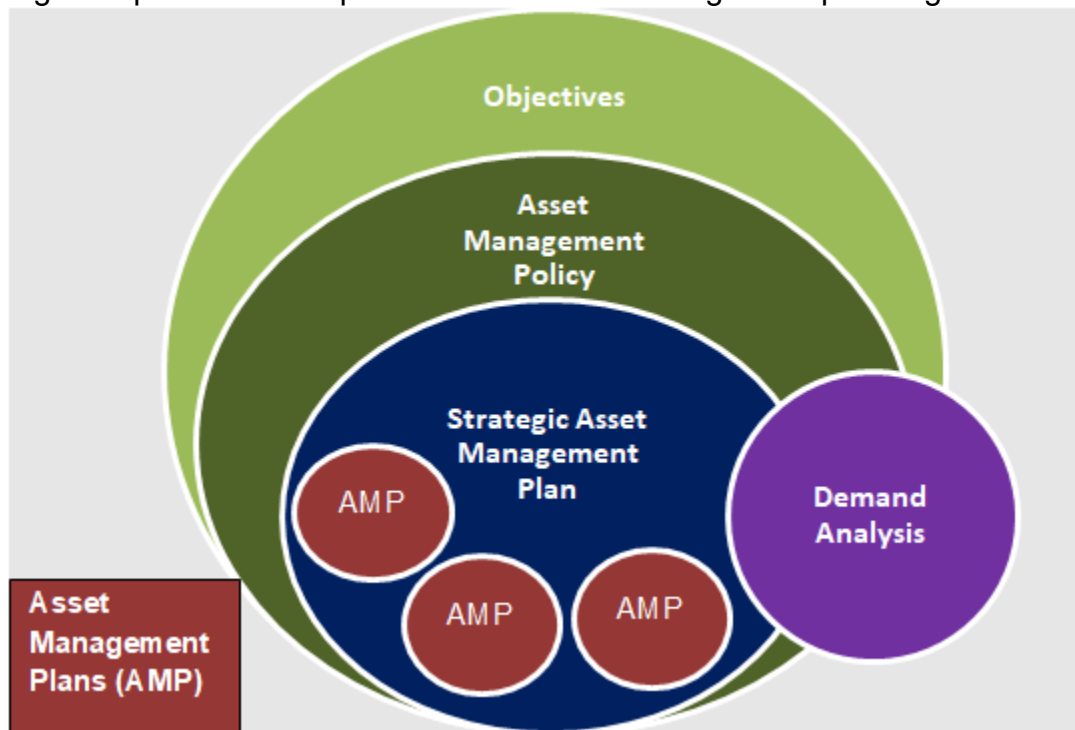 Objectives
Asset
Management
Policy
Strategic Asset
Management
Plan
AMP
AMP
AMP
Demand
Analysis
Asset
Management
Plans (AMP)